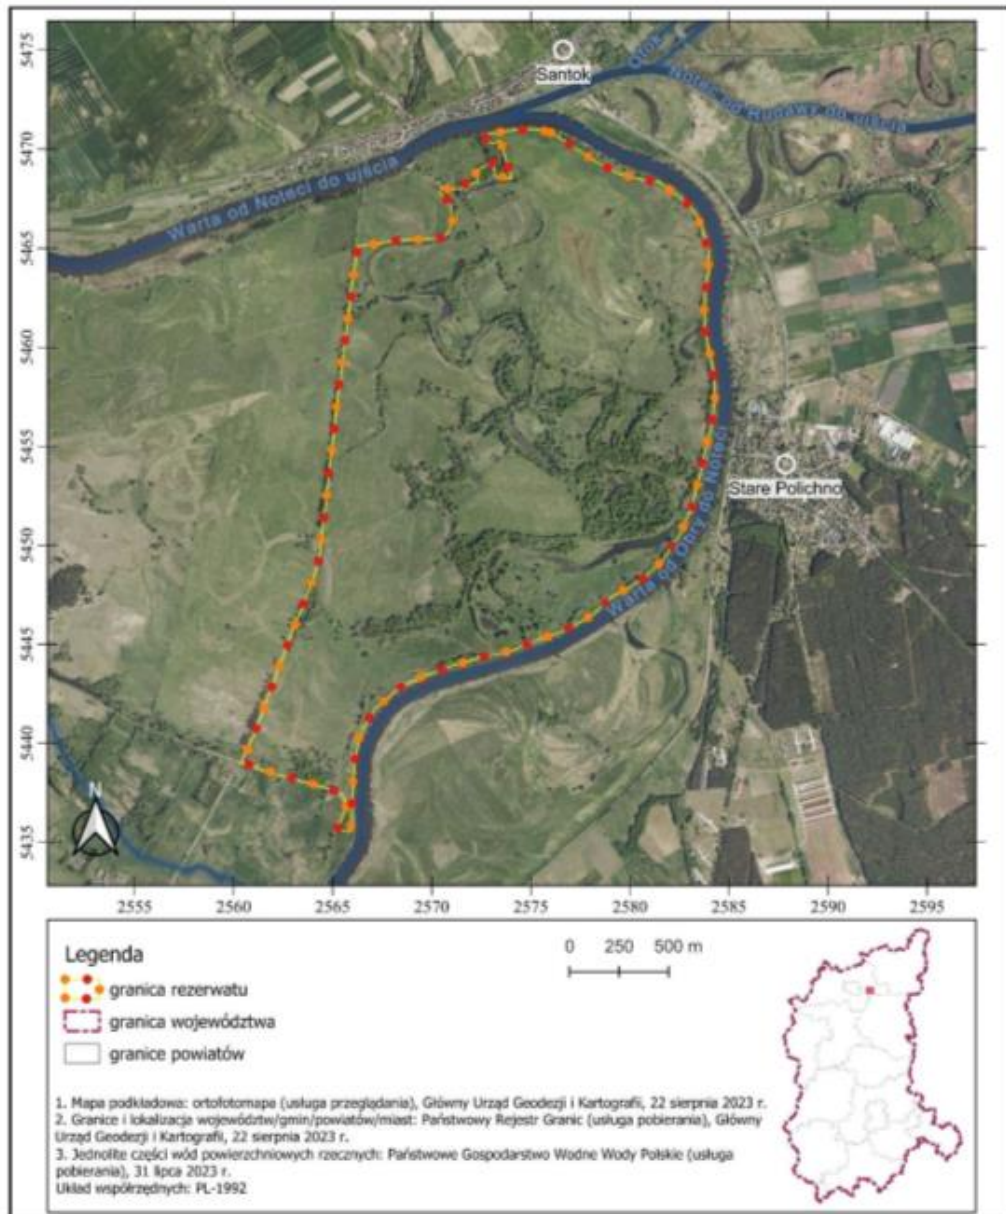 5475
Santok
Otok
Noteć od Rudawy do ujścia
5470
Warta od Noteci do ujścia
5465
5460
5455
Stare Polichno
Warta od Obry do Noteci
5450
5445
5440
N
5435
2555 2560 2565 2570 2575 2580 2585 2590 2595
Legenda
0 250 500 m
granica rezerwatu
granica województwa
granice powiatów
1. Mapa podkładowa: ortofotomapa (usługa przeglądania), Główny Urząd Geodezji i Kartografii, 22 sierpnia 2023 r.
2. Granice i lokalizacja województw/gmin/powiatów/miast: Państwowy Rejestr Granic (usługa pobierania), Główny
Urząd Geodezji i Kartografii, 22 sierpnia 2023 r.
3. Jednolite części wód powierzchniowych rzecznych: Państwowe Gospodarstwo Wodne Wody Polskie (usługa
pobierania), 31 lipca 2023 r.
Układ współrzędnych: PL-1992